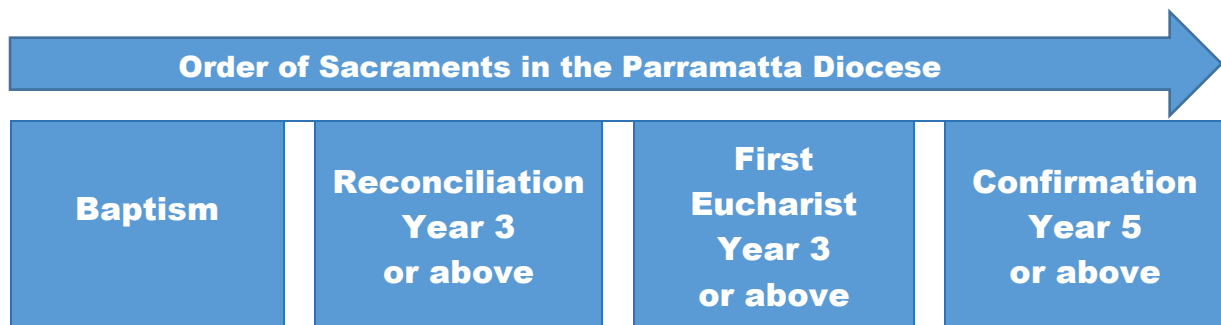 Order of Sacraments in the Parramatta Diocese
Baptism
Reconciliation
Year 3
or above
First
Eucharist
Year 3
or above
Confirmation
Year 5
or above